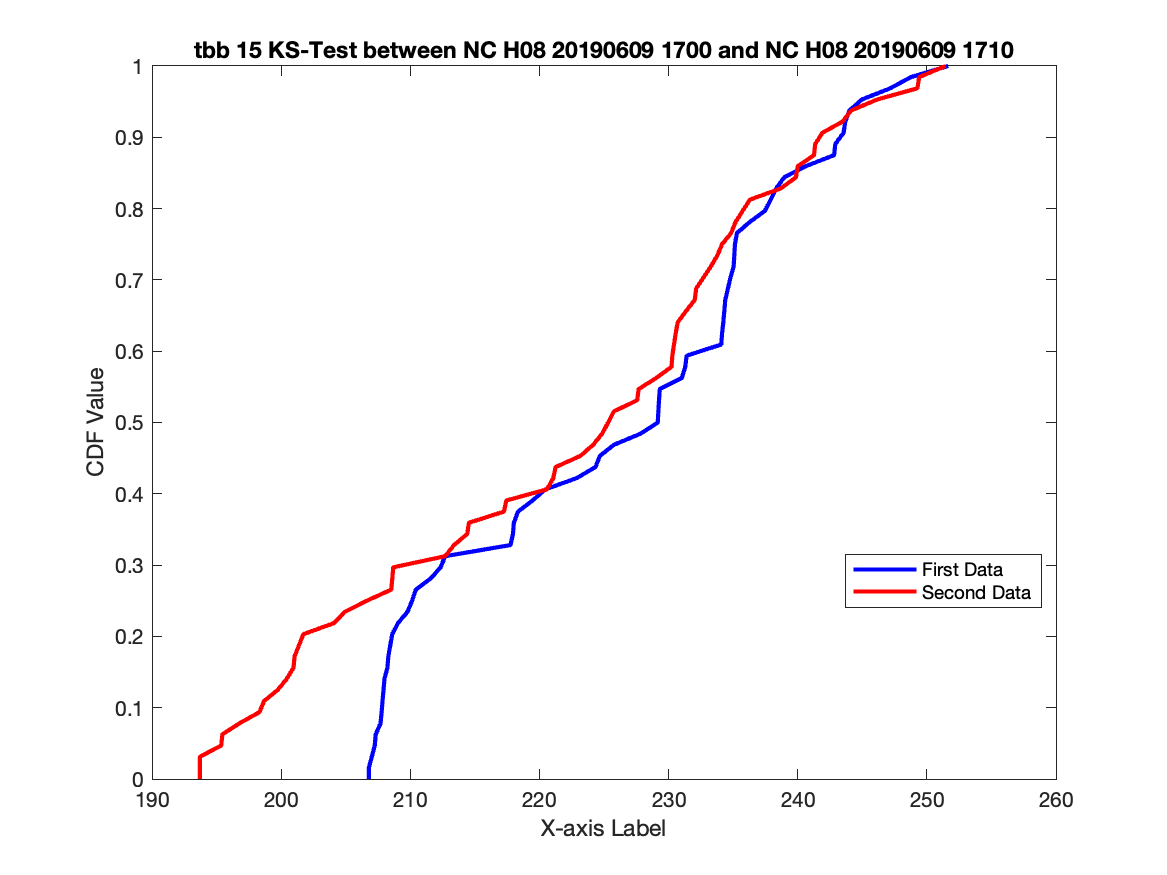 tbb 15 KS-Test between NC H08 20190609 1700 and NC H08 20190609 1710
1
0.9
0.8
0.7
0.6
0.5
0.4
0.3
0.2
0.1
0
CDF Value
First Data
Second Data
190 200 210 220 230 240 250 260
X-axis Label